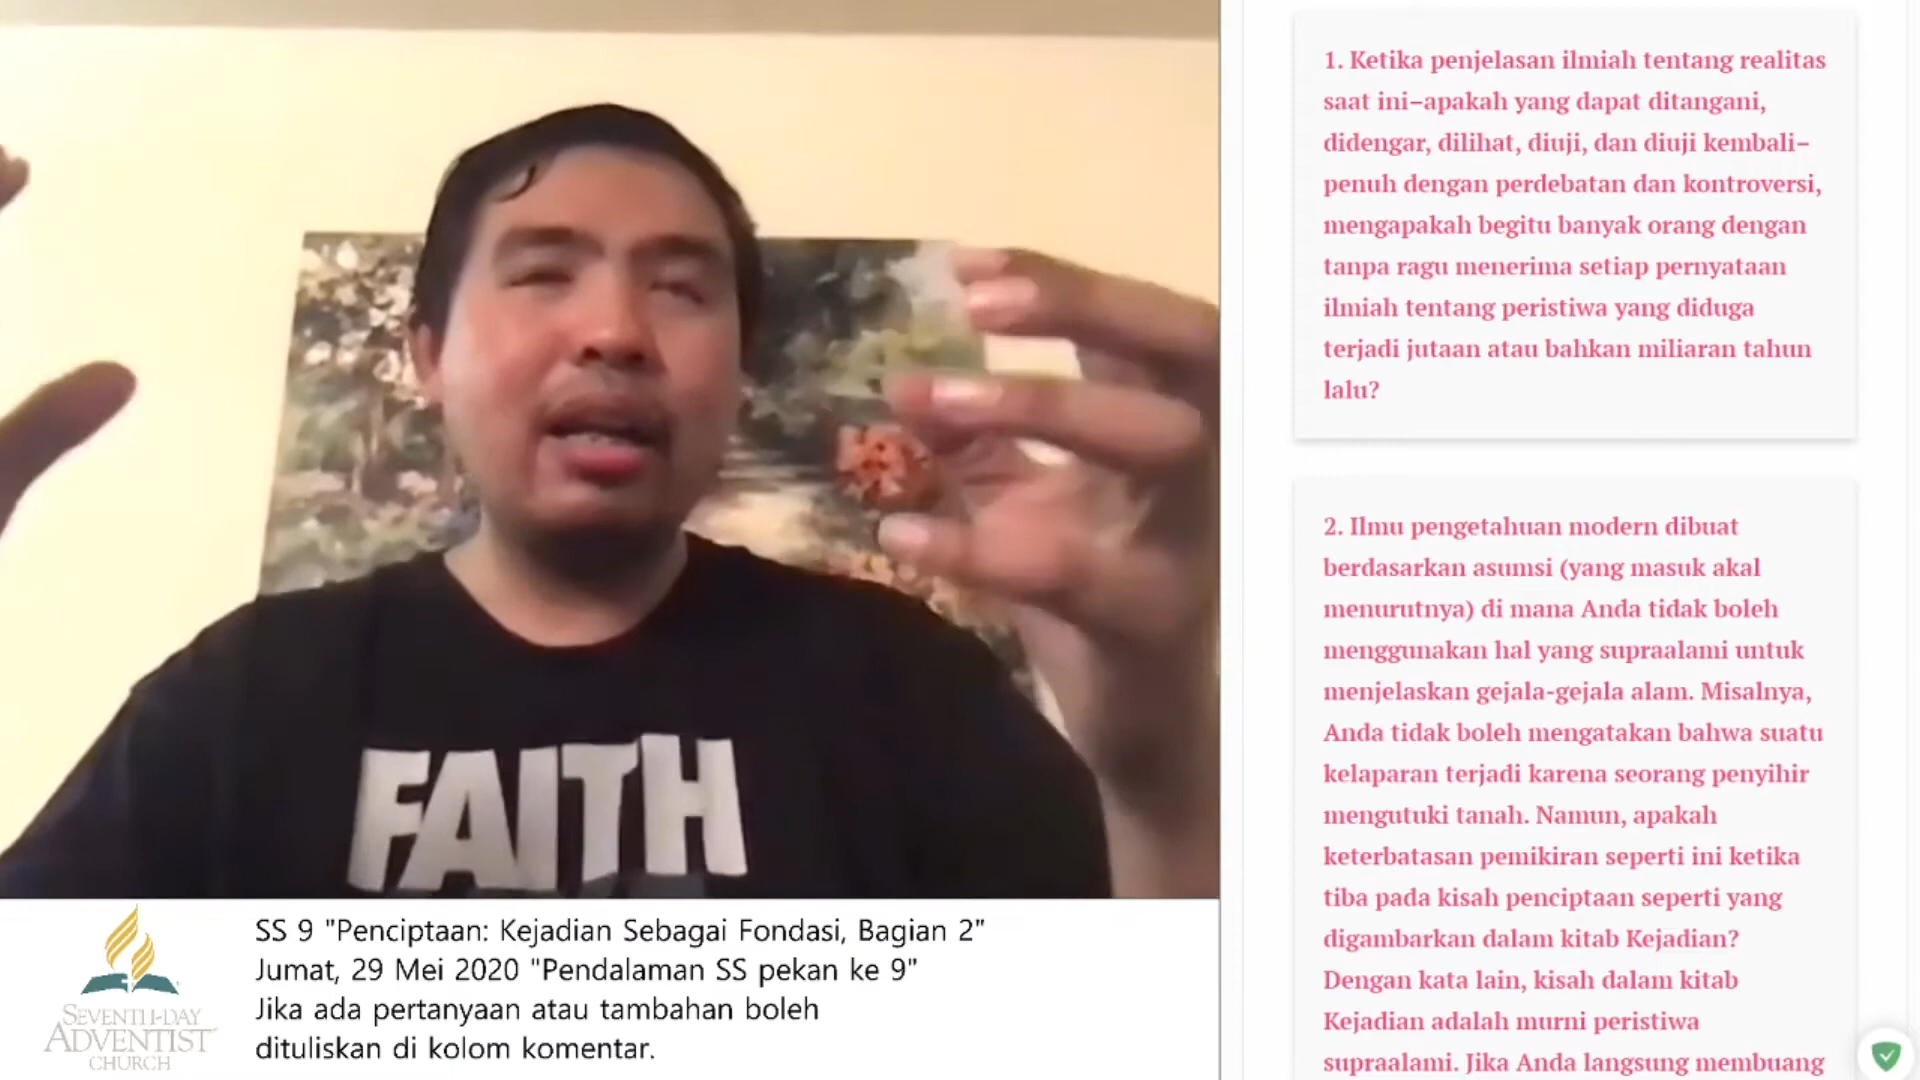 1. Ketika penjelasan ilmiah tentang realitas
saat ini–apakah yang dapat ditangani,
didengar, dilihat, diuji, dan diuji kembali–
penuh dengan perdebatan dan kontroversi,
mengapakah begitu banyak orang dengan
tanpa ragu menerima setiap pernyataan
ilmiah tentang peristiwa yang diduga
terjadi jutaan atau bahkan miliaran tahun
lalu?
2. Ilmu pengetahuan modern dibuat
berdasarkan asumsi (yang masuk akal
menurutnya) di mana Anda tidak boleh
menggunakan hal yang supraalami untuk
menjelaskan gejala-gejala alam. Misalnya,
Anda tidak boleh mengatakan bahwa suatu
kelaparan terjadi karena seorang penyihir
mengutuki tanah. Namun, apakah
keterbatasan pemikiran seperti ini ketika
tiba pada kisah penciptaan seperti yang
digambarkan dalam kitab Kejadian?
Dengan kata lain, kisah dalam kitab
Kejadian adalah murni peristiwa
supraalami. Jika Anda langsung membuang
FAITH
SEVENTH-DAY
ADVENTIST
CHURCH
SS 9 "Penciptaan: Kejadian Sebagai Fondasi, Bagian 2"
Jumat, 29 Mei 2020 "Pendalaman SS pekan ke 9"
Jika ada pertanyaan atau tambahan boleh
dituliskan di kolom komentar.